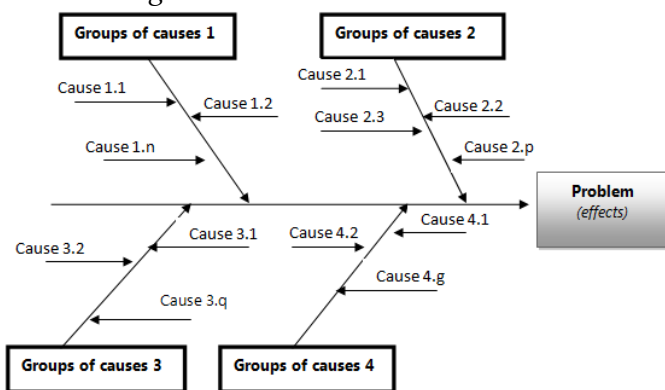 Groups of causes 1
Groups of causes 2
Cause 2.1
Cause 1.1
Cause 1.2
Cause 2.2
Cause 2.3
Cause 1.n
Cause 2.p
Problem
(effects)
Cause 4.1
Cause 3.1
Cause 4.2
Cause 3.2
Cause 4.g
Cause 3.q
Groups of causes 3
Groups of causes 4